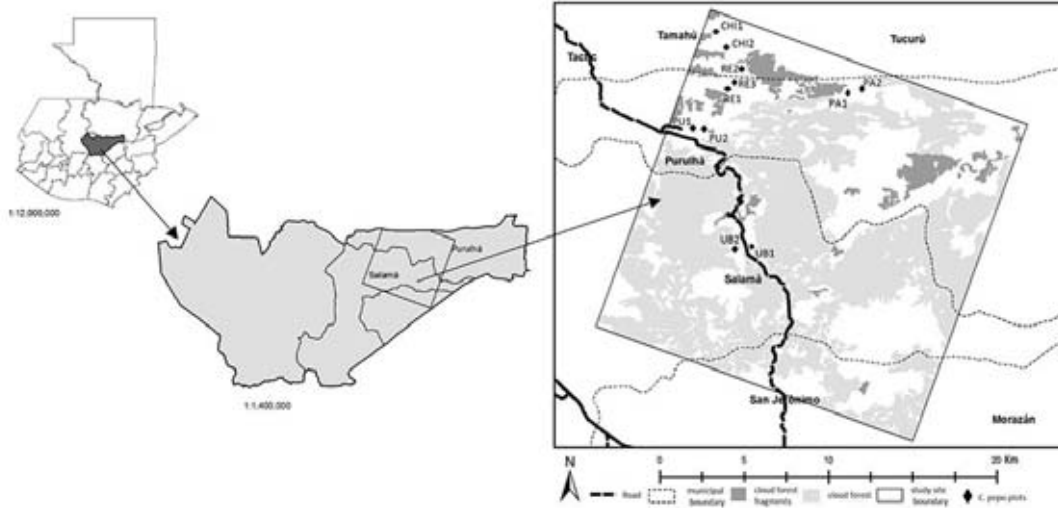 1:12,000,000
Purulhá
Salamá
1:1,400,000
Tamahú
CHI1
Tucurú
CHI2
Tactic
RE2
RE3
RE1
PA2
PA1
PU1
PU2
Purulhá
UB2
UB1
Salamá
San Jerónimo
Morazán
N
0 5 10 20 Km
Road
municipal boundary
cloud forest fragments
cloud forest
study site boundary
C. pepo plots